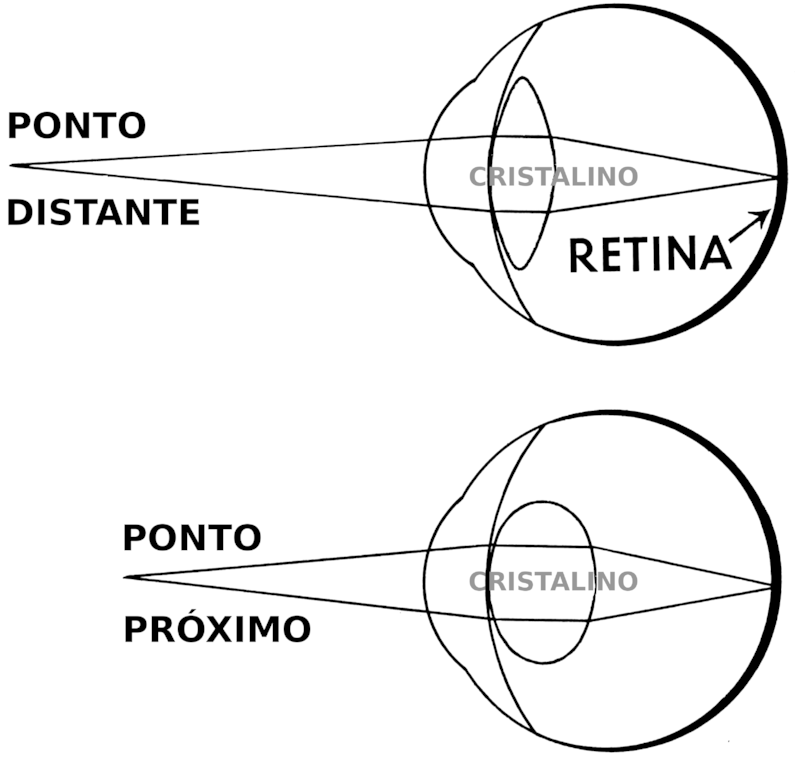 PONTO
DISTANTE
CRISTALINO
RETINA
PONTO
PRÓXIMO
CRISTALINO